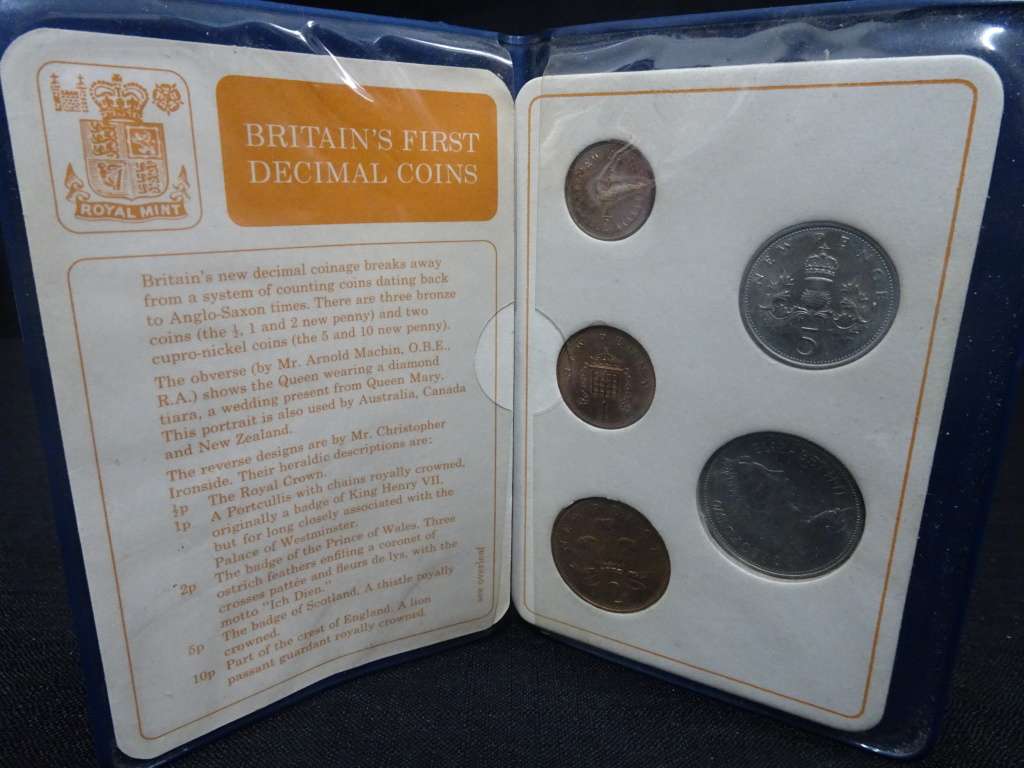 ROYAL MINT
BRITAIN'S FIRST
DECIMAL COINS
Britain's new decimal coinage breaks away
from a system of counting coins dating back
to Anglo-Saxon times. There are three bronze
coins (the ½, 1 and 2 new penny) and two
cupro-nickel coins (the 5 and 10 new penny).
The obverse (by Mr. Arnold Machin, O.B.E.,
R.A.) shows the Queen wearing a diamond
tiara, a wedding present from Queen Mary.
This portrait is also used by Australia, Canada
and New Zealand.
The reverse designs are by Mr. Christopher
Ironside. Their heraldic descriptions are:
½p The Royal Crown.
1p A Portcullis with chains royally crowned,
originally a badge of King Henry VII,
but for long closely associated with the
Palace of Westminster.
2p The badge of the Prince of Wales. Three
ostrich feathers enfiling a coronet of
crosses pattée and fleurs de lys, with the
motto "Ich Dien."
5p The badge of Scotland. A thistle royally
crowned.
10p Part of the crest of England. A lion
passant guardant royally crowned.
see overleaf
NEW PENCE
5
2